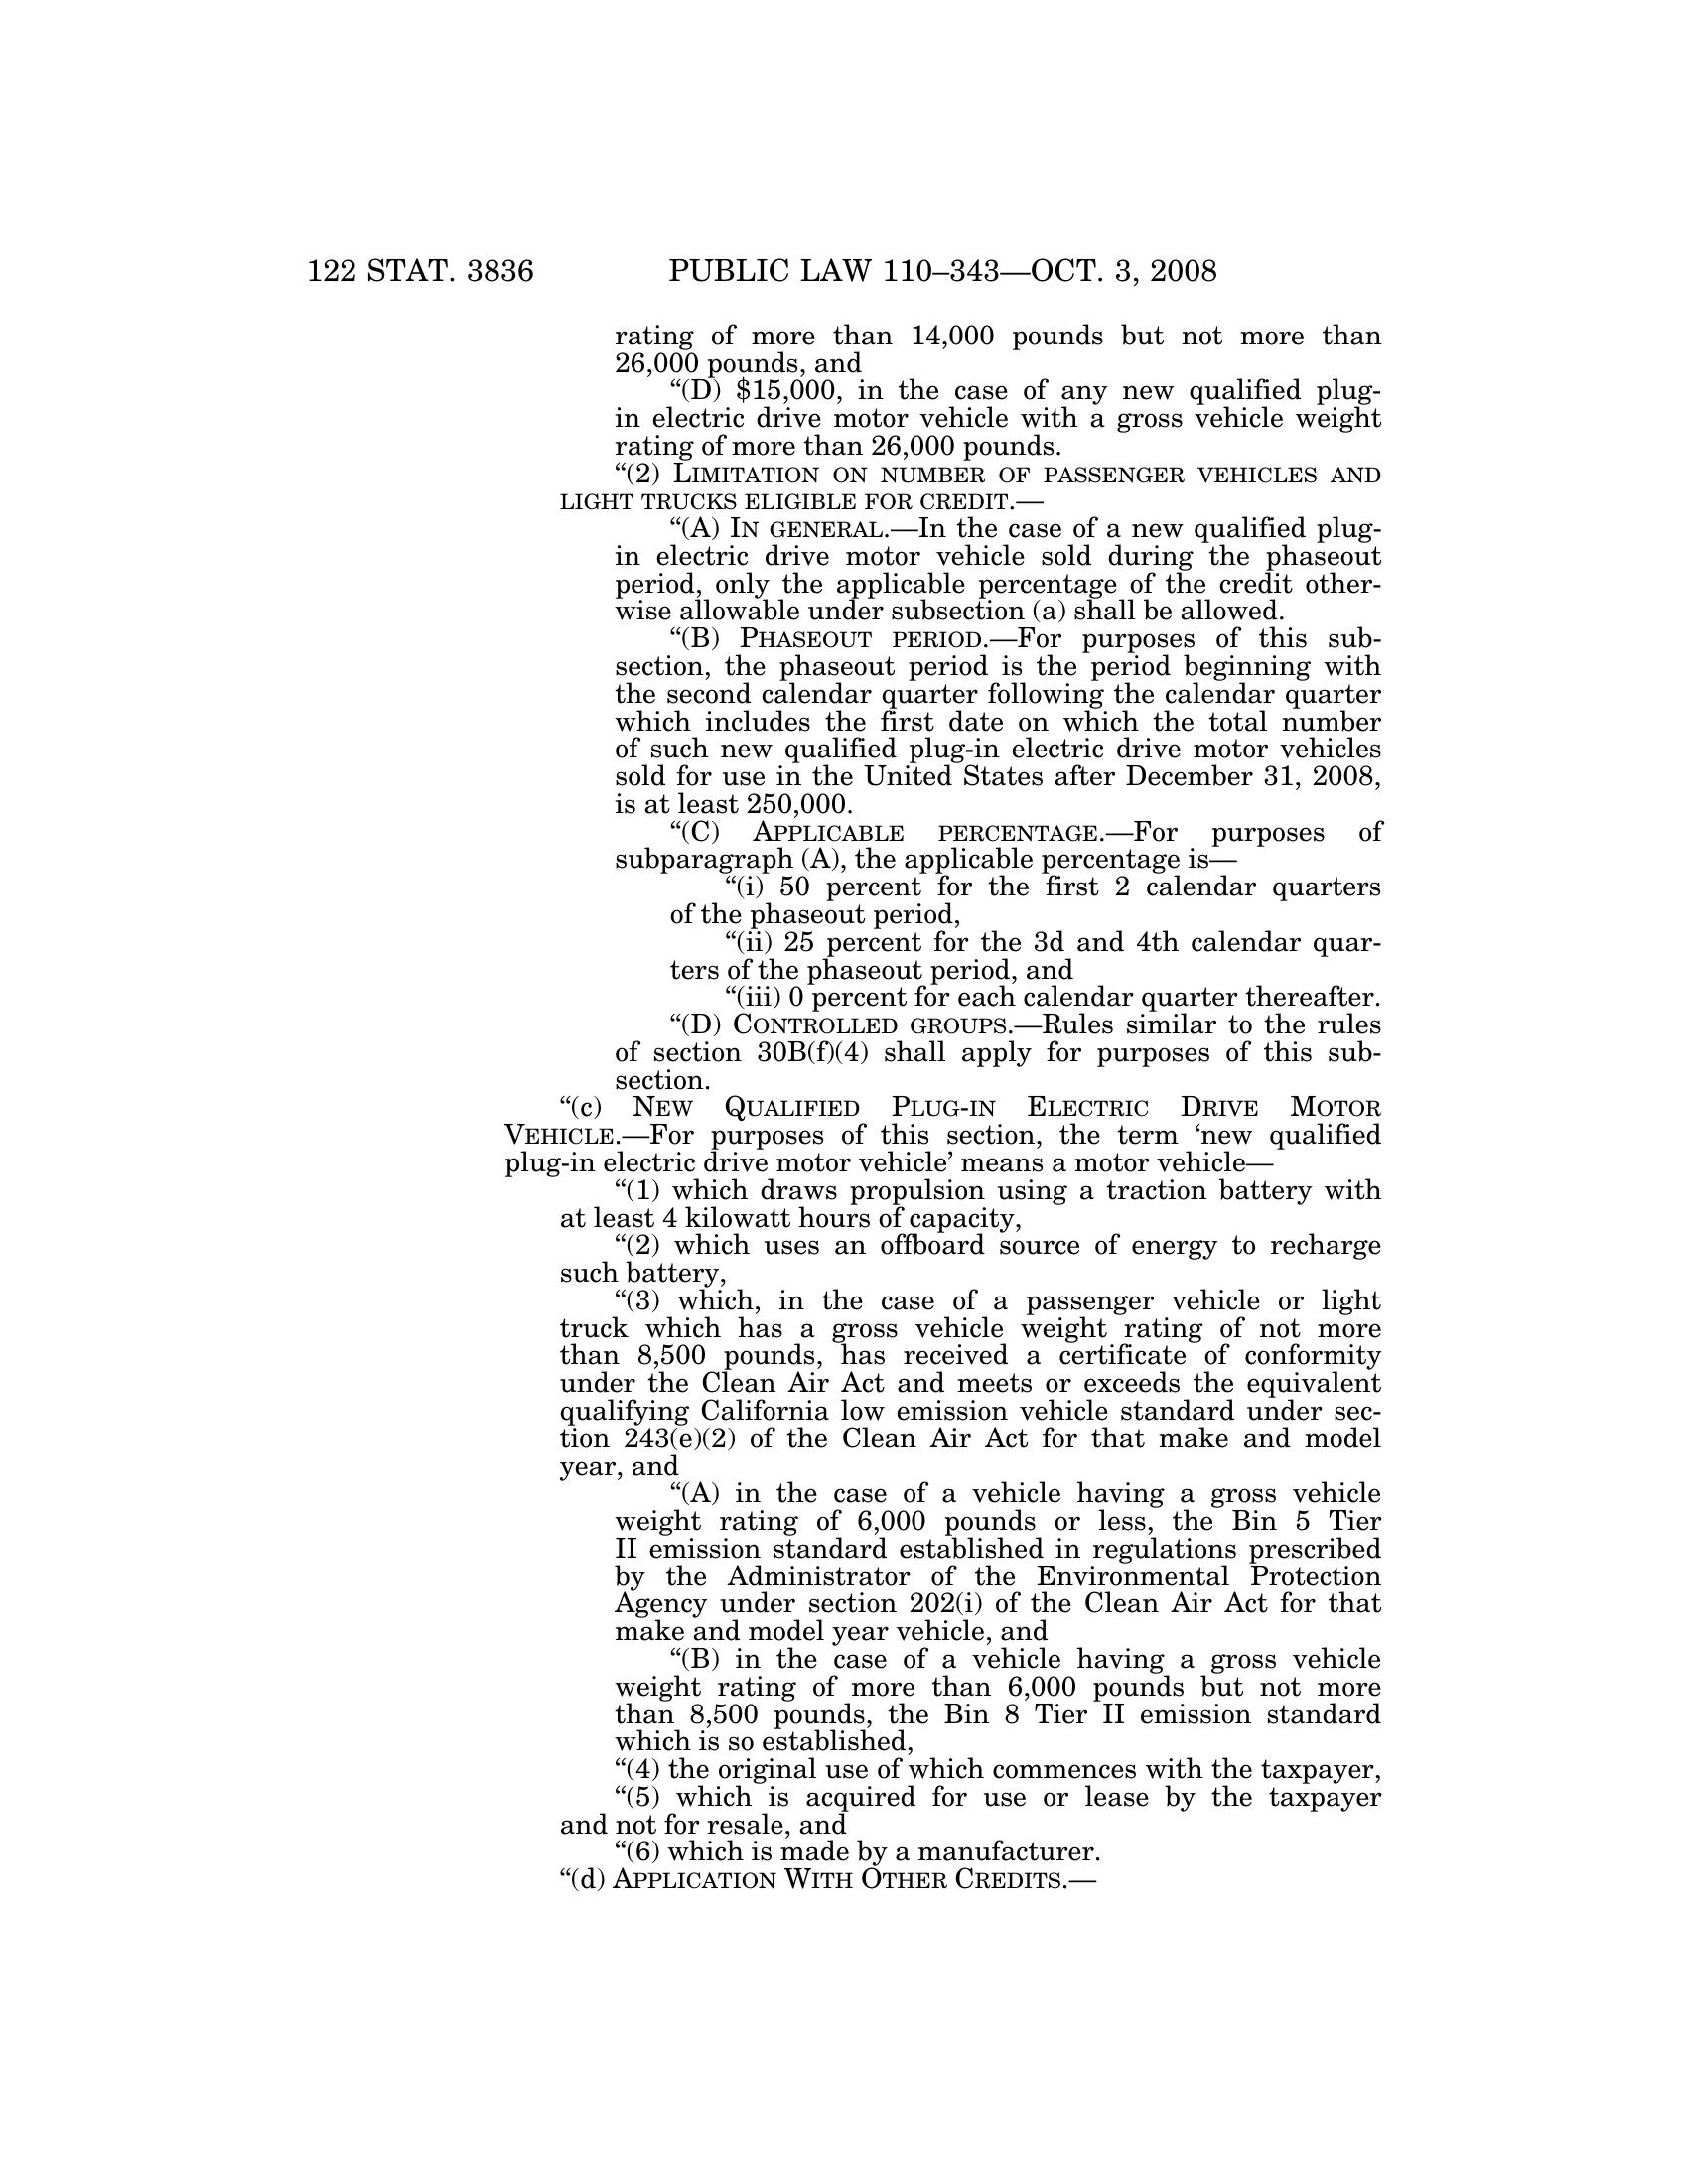 122 STAT. 3836
PUBLIC LAW 110–343—OCT. 3, 2008
rating of more than 14,000 pounds but not more than
26,000 pounds, and
“(D) $15,000, in the case of any new qualified plug-
in electric drive motor vehicle with a gross vehicle weight
rating of more than 26,000 pounds.
“(2) LIMITATION ON NUMBER OF PASSENGER VEHICLES AND
LIGHT TRUCKS ELIGIBLE FOR CREDIT.—
“(A) IN GENERAL.—In the case of a new qualified plug-
in electric drive motor vehicle sold during the phaseout
period, only the applicable percentage of the credit other-
wise allowable under subsection (a) shall be allowed.
“(B) PHASEOUT PERIOD.—For purposes of this sub-
section, the phaseout period is the period beginning with
the second calendar quarter following the calendar quarter
which includes the first date on which the total number
of such new qualified plug-in electric drive motor vehicles
sold for use in the United States after December 31, 2008,
is at least 250,000.
“(C) APPLICABLE PERCENTAGE.—For purposes of
subparagraph (A), the applicable percentage is—
“(i) 50 percent for the first 2 calendar quarters
of the phaseout period,
“(ii) 25 percent for the 3d and 4th calendar quar-
ters of the phaseout period, and
“(iii) 0 percent for each calendar quarter thereafter.
“(D) CONTROLLED GROUPS.—Rules similar to the rules
of section 30B(f)(4) shall apply for purposes of this sub-
section.
“(c) NEW QUALIFIED PLUG-IN ELECTRIC DRIVE MOTOR
VEHICLE.—For purposes of this section, the term ‘new qualified
plug-in electric drive motor vehicle’ means a motor vehicle—
“(1) which draws propulsion using a traction battery with
at least 4 kilowatt hours of capacity,
“(2) which uses an offboard source of energy to recharge
such battery,
“(3) which, in the case of a passenger vehicle or light
truck which has a gross vehicle weight rating of not more
than 8,500 pounds, has received a certificate of conformity
under the Clean Air Act and meets or exceeds the equivalent
qualifying California low emission vehicle standard under sec-
tion 243(e)(2) of the Clean Air Act for that make and model
year, and
“(A) in the case of a vehicle having a gross vehicle
weight rating of 6,000 pounds or less, the Bin 5 Tier
II emission standard established in regulations prescribed
by the Administrator of the Environmental Protection
Agency under section 202(i) of the Clean Air Act for that
make and model year vehicle, and
“(B) in the case of a vehicle having a gross vehicle
weight rating of more than 6,000 pounds but not more
than 8,500 pounds, the Bin 8 Tier II emission standard
which is so established,
“(4) the original use of which commences with the taxpayer,
“(5) which is acquired for use or lease by the taxpayer
and not for resale, and
“(6) which is made by a manufacturer.
“(d) APPLICATION WITH OTHER CREDITS.—